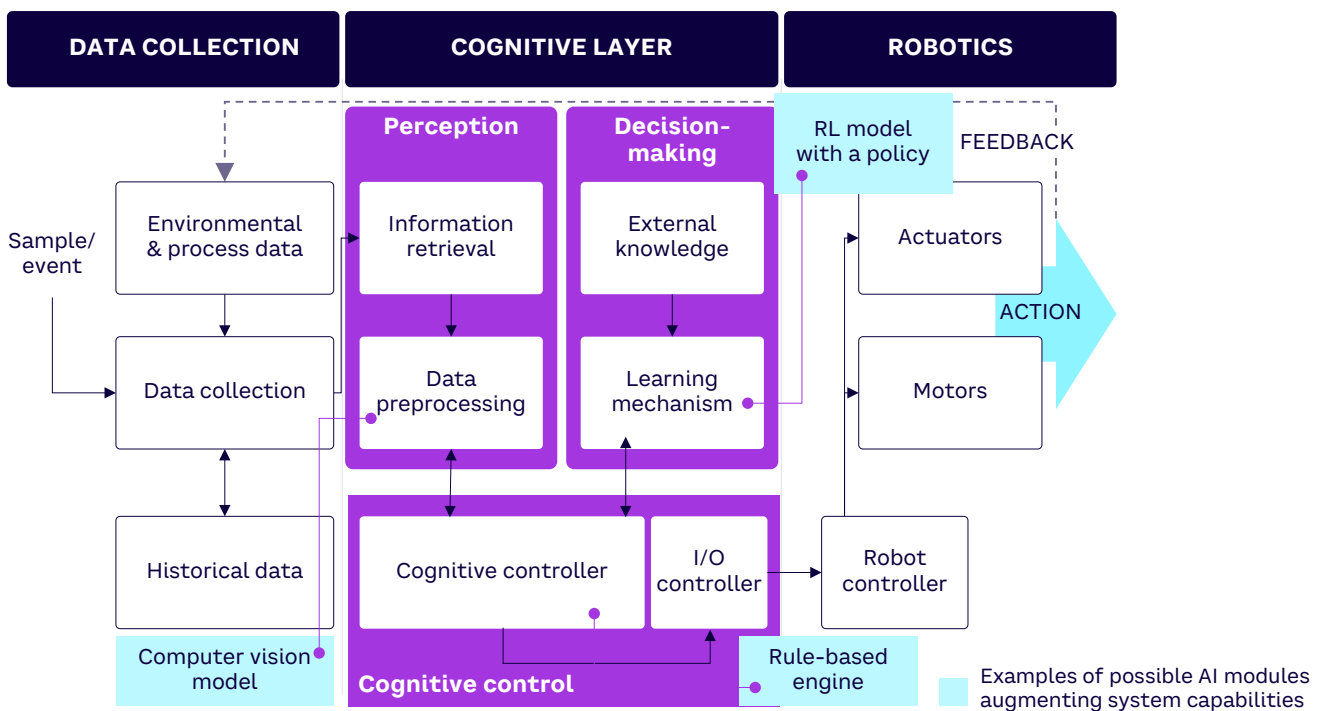 DATA COLLECTION
COGNITIVE LAYER
ROBOTICS
Perception
Decision-
making
RL model
with a policy
FEEDBACK
Sample/
event
Environmental
& process data
Information
retrieval
External
knowledge
Actuators
ACTION
Data collection
Data
preprocessing
Learning
mechanism
Motors
Historical data
Cognitive controller
I/O
controller
Robot
controller
Computer vision
model
Cognitive control
Rule-based
engine
Examples of possible AI modules
augmenting system capabilities